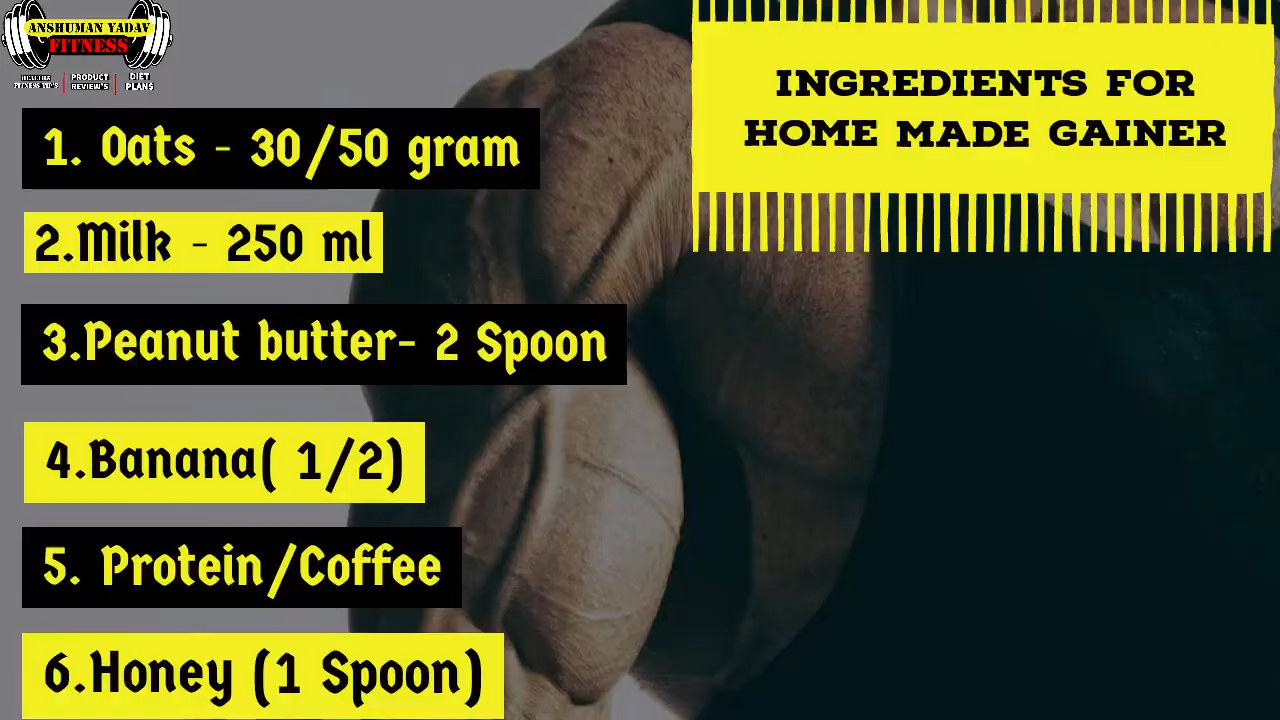 ANSHUMAN YADAV
FITNESS
PRODUCT
REVIEW'S
DIET
PLANS
INGREDIENTS FOR
HOME MADE GAINER
1. Oats - 30/50 gram
2.Milk - 250 ml
3.Peanut butter- 2 Spoon
4.Banana( 1/2)
5. Protein/Coffee
6.Honey (1 Spoon)